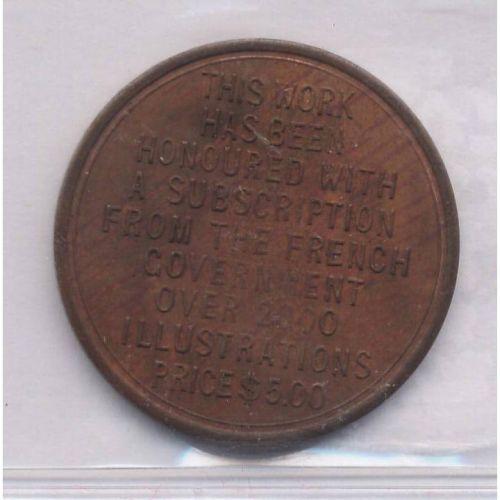 THIS WORK
HAS BEEN
HONOURED WITH
A SUBSCRIPTION
FROM THE FRENCH
GOVERNMENT
OVER 2000
ILLUSTRATIONS
PRICE $5.00